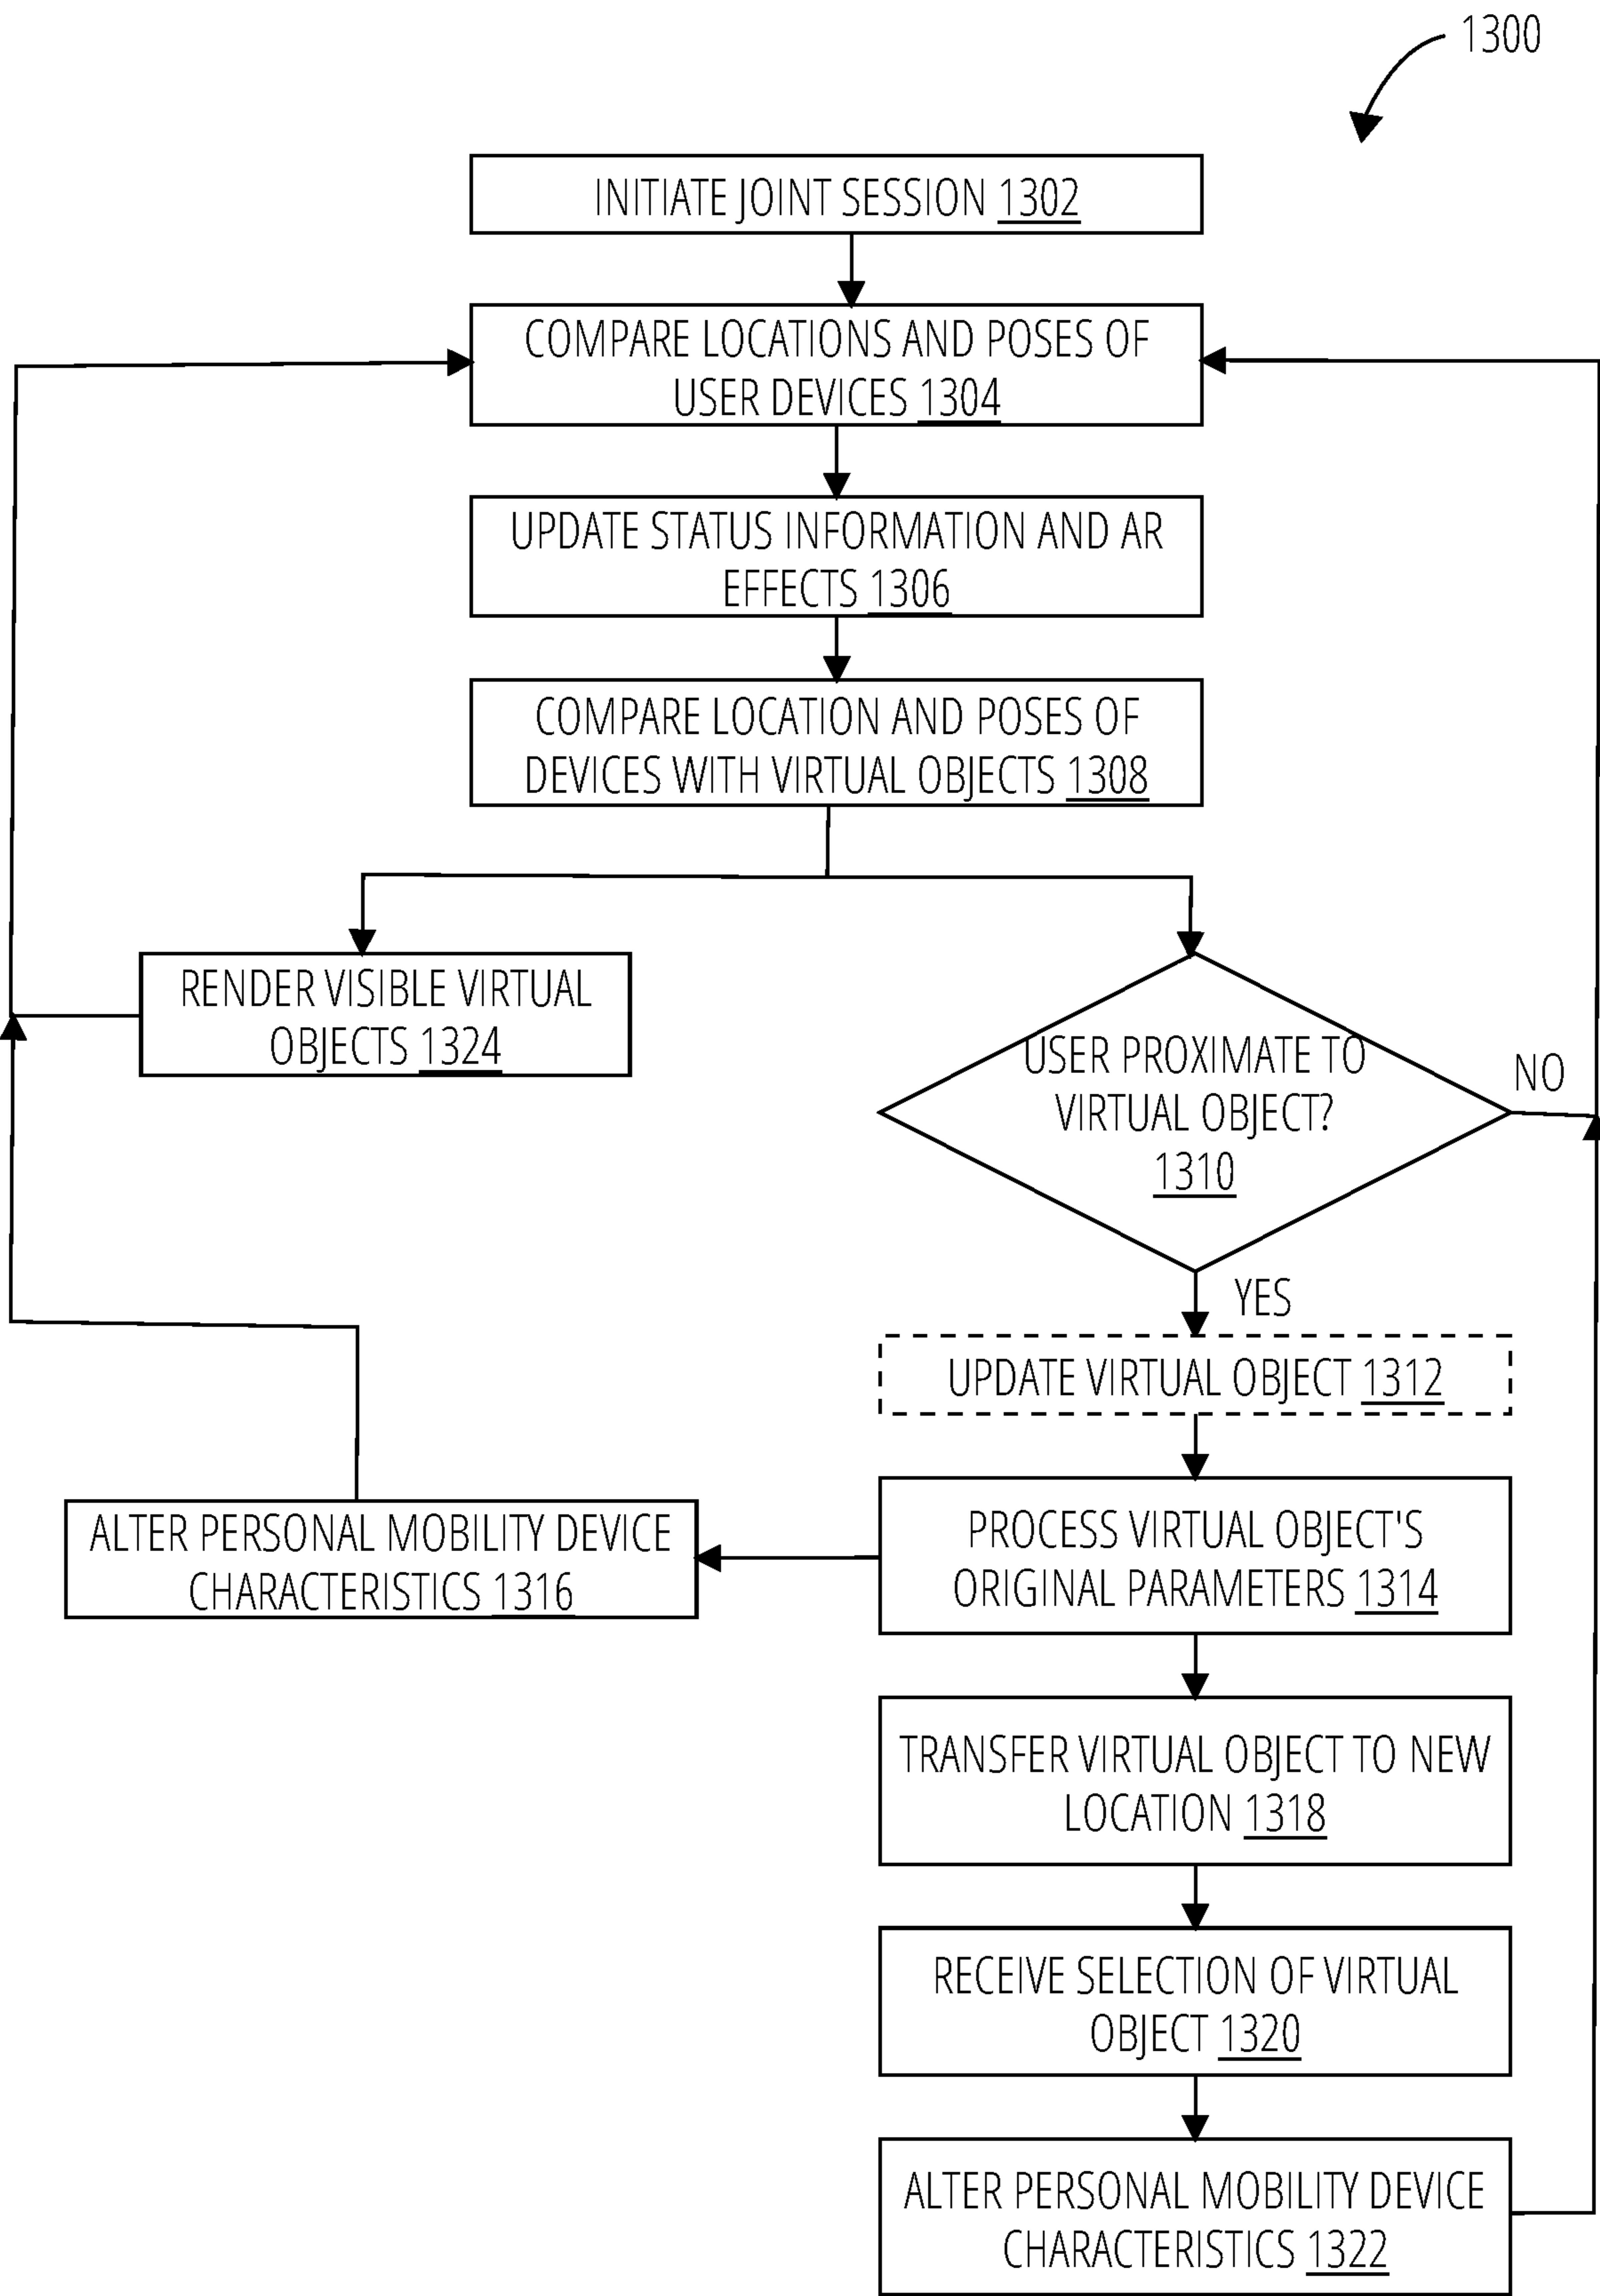 1300
INITIATE JOINT SESSION 1302
COMPARE LOCATIONS AND POSES OF
USER DEVICES 1304
UPDATE STATUS INFORMATION AND AR
EFFECTS 1306
COMPARE LOCATION AND POSES OF
DEVICES WITH VIRTUAL OBJECTS 1308
RENDER VISIBLE VIRTUAL
OBJECTS 1324
USER PROXIMATE TO
VIRTUAL OBJECT?
1310
NO
YES
UPDATE VIRTUAL OBJECT 1312
PROCESS VIRTUAL OBJECT'S
ORIGINAL PARAMETERS 1314
ALTER PERSONAL MOBILITY DEVICE
CHARACTERISTICS 1316
TRANSFER VIRTUAL OBJECT TO NEW
LOCATION 1318
RECEIVE SELECTION OF VIRTUAL
OBJECT 1320
ALTER PERSONAL MOBILITY DEVICE
CHARACTERISTICS 1322